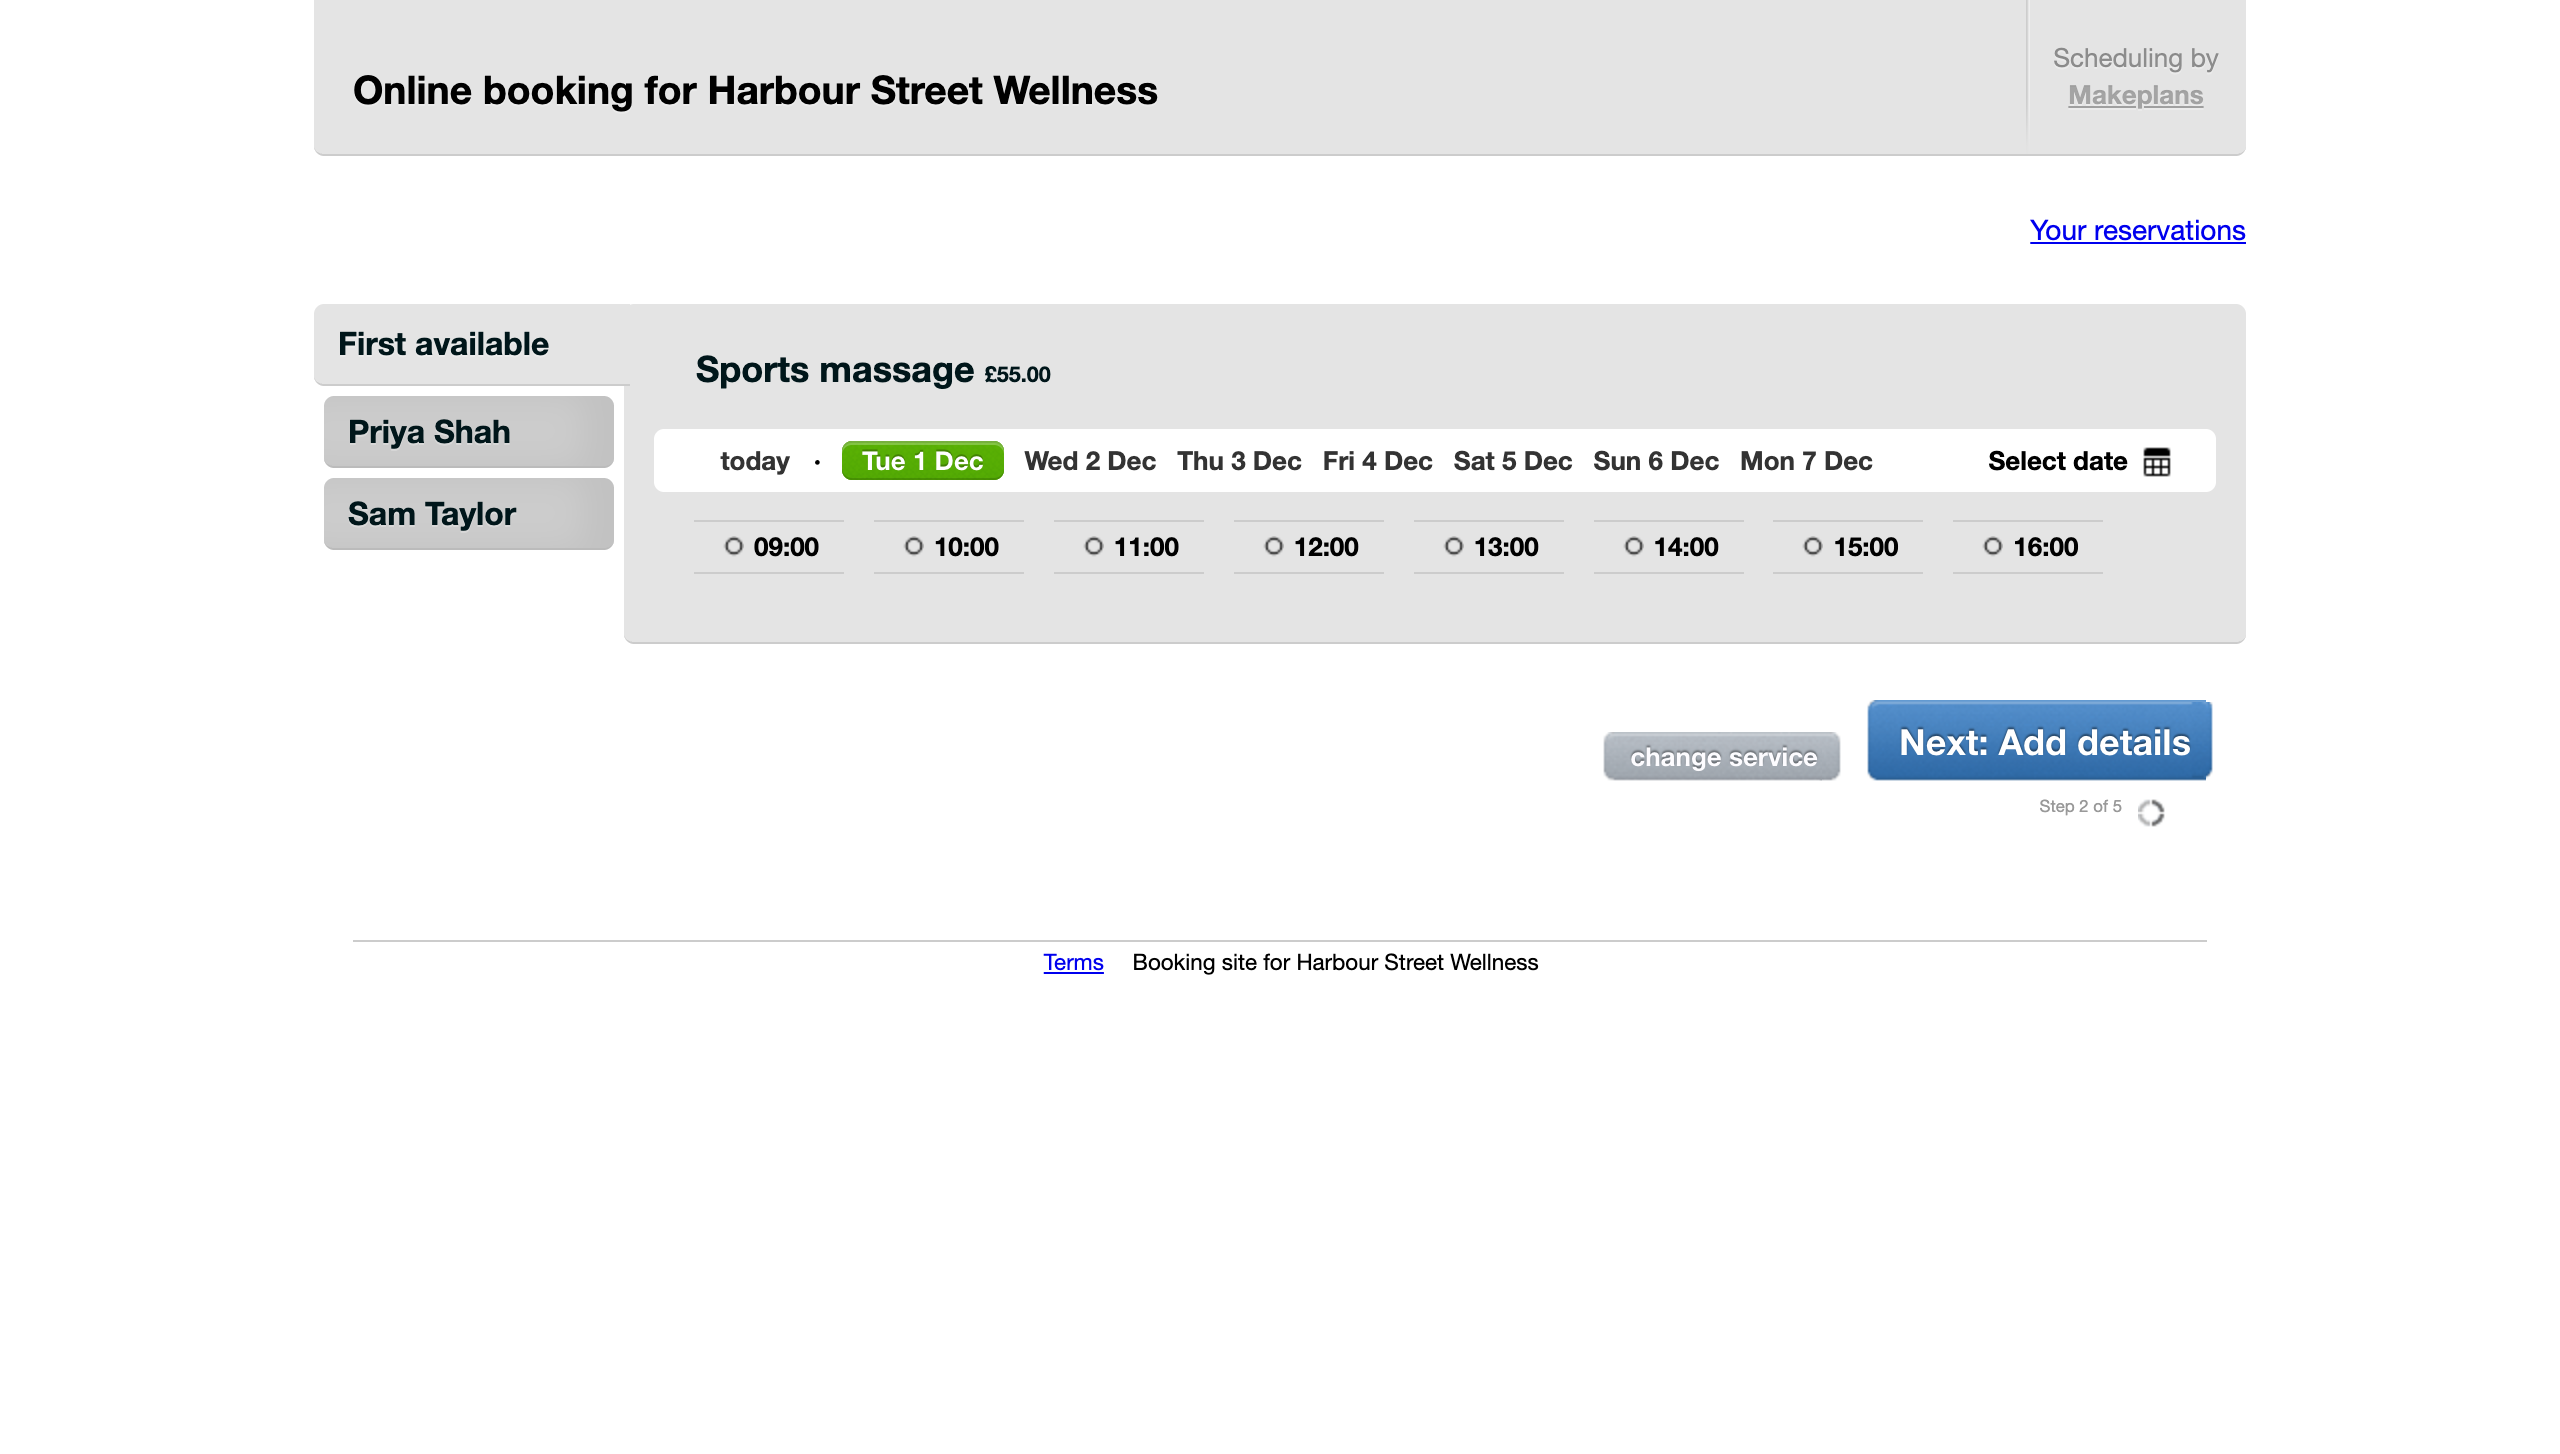 Online booking for Harbour Street Wellness
Scheduling by
Makeplans
Your reservations
First available
Priya Shah
Sam Taylor
Sports massage £55.00
today · Tue 1 Dec Wed 2 Dec Thu 3 Dec Fri 4 Dec Sat 5 Dec Sun 6 Dec Mon 7 Dec Select date
09:00 10:00 11:00 12:00 13:00 14:00 15:00 16:00
change service Next: Add details
Step 2 of 5
Terms Booking site for Harbour Street Wellness